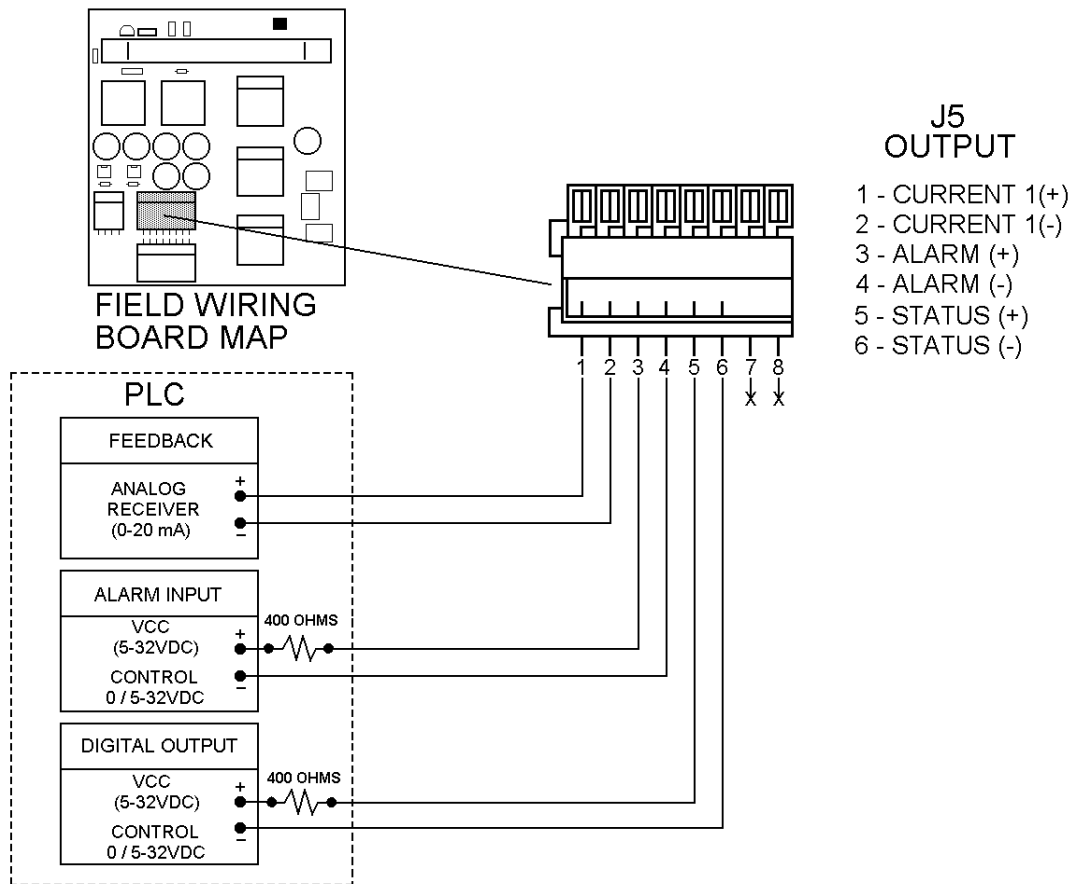 FIELD WIRING
BOARD MAP
J5
OUTPUT
1 - CURRENT 1(+)
2 - CURRENT 1(-)
3 - ALARM (+)
4 - ALARM (-)
5 - STATUS (+)
6 - STATUS (-)
1 2 3 4 5 6 7 8
X X
PLC
FEEDBACK
ANALOG
RECEIVER
(0-20 mA)
+
−
ALARM INPUT
VCC
(5-32VDC)
+
400 OHMS
CONTROL
0 / 5-32VDC
−
DIGITAL OUTPUT
VCC
(5-32VDC)
+
400 OHMS
CONTROL
0 / 5-32VDC
−